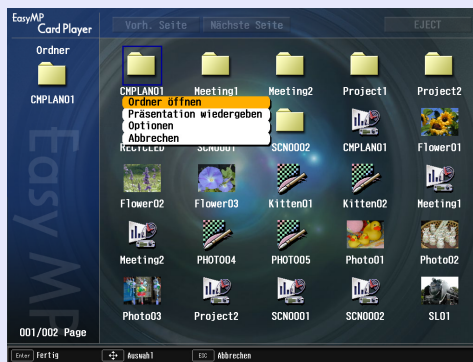 EasyMP
Card Player
Vorh. Seite
Nächste Seite
EJECT
Ordner
CMPLAN01
CMPLAN01
Meeting1
Meeting2
Project1
Project2
Ordner öffnen
Präsentation wiedergeben
Optionen
Abbrechen
RECYCLED
SCN0001
SCN0002
CMPLAN01
Flower01
Flower02
Flower03
Kitten01
Kitten02
Meeting1
Meeting2
PHOTO04
PHOTO05
Photo01
Photo02
Photo03
Project2
SCN0001
SCN0002
SL01
Easy MP
001/002 Page
Enter Fertig
Auswahl
ESC Abbrechen